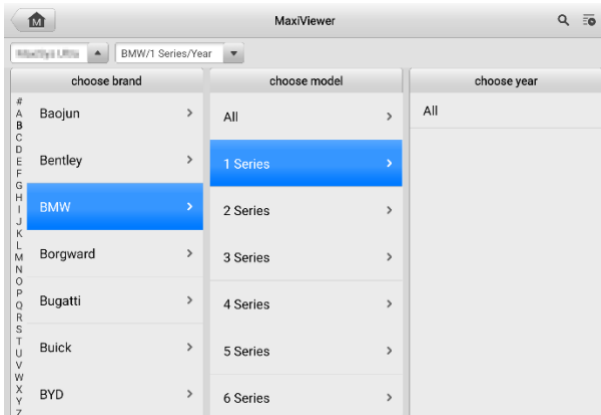 MaxiViewer
BMW/1 Series/Year
choose brand
choose model
choose year
#
A
B
C
D
E
F
G
H
I
J
K
L
M
N
O
P
Q
R
S
T
U
V
W
X
Y
Z
Baojun
Bentley
BMW
Borgward
Bugatti
Buick
BYD
All
1 Series
2 Series
3 Series
4 Series
5 Series
6 Series
All